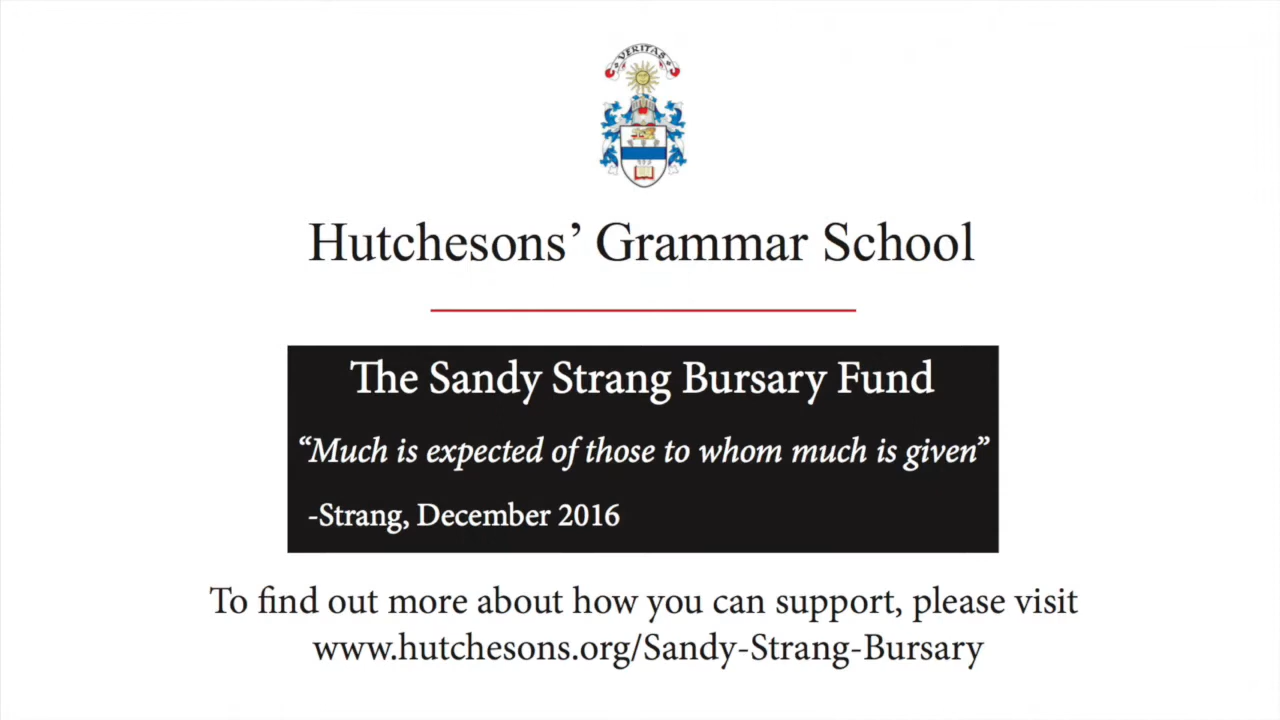 VERITAS
Hutchesons’ Grammar School
The Sandy Strang Bursary Fund
“Much is expected of those to whom much is given”
-Strang, December 2016
To find out more about how you can support, please visit
www.hutchesons.org/Sandy-Strang-Bursary